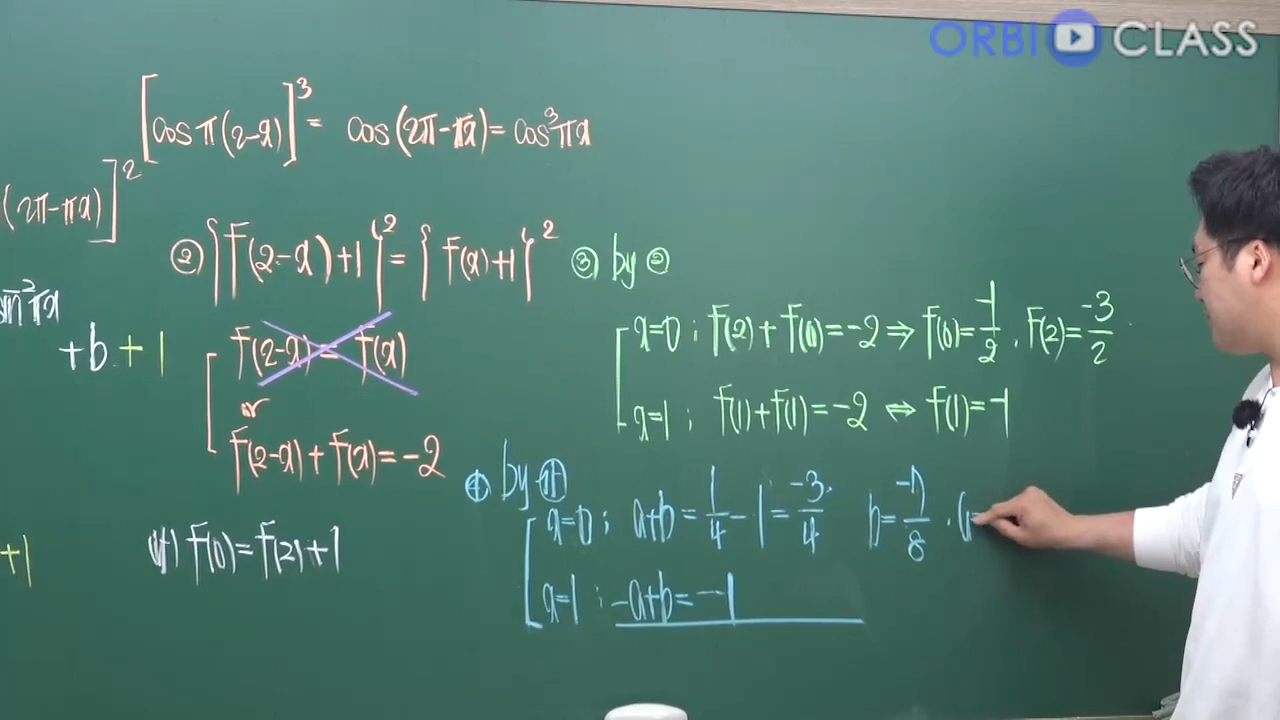 ORBI CLASS
[cos π(2-x)]³ = cos(2π-πx) = cos³πx
(2π-πx)]²
② {f(2-x)+1}² = {f(x)+1}²
sin²πx
+b+1
f(2-x) = f(x)
or
f(2-x)+f(x)=-2
+1
f(0)=f(2)+1
③ by ②
x=0 ; f(2)+f(0)=-2 ⇒ f(0)=-1/2, f(2)=-3/2
x=1 ; f(1)+f(1)=-2 ⇔ f(1)=-1
④ by ①
x=0 ; a+b=1/4-1=-3/4 b=-7/8, a=
x=1 ; -a+b=-1